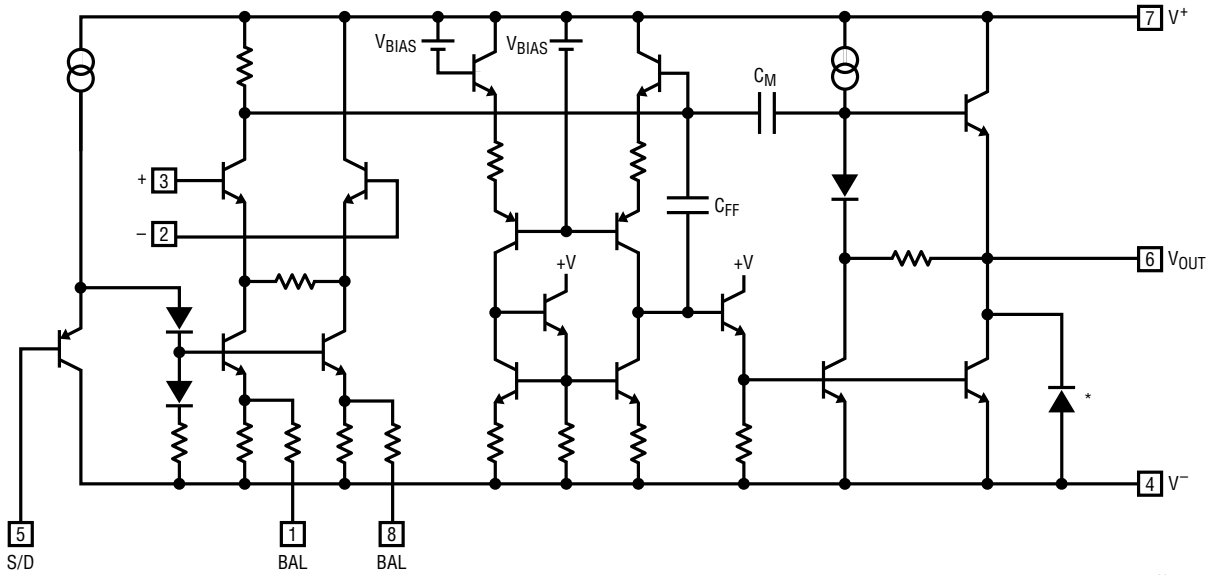 7 V+
VBIAS
VBIAS
CM
+ 3
CFF
− 2
+V
+V
6 VOUT
*
4 V−
5
1
8
S/D
BAL
BAL